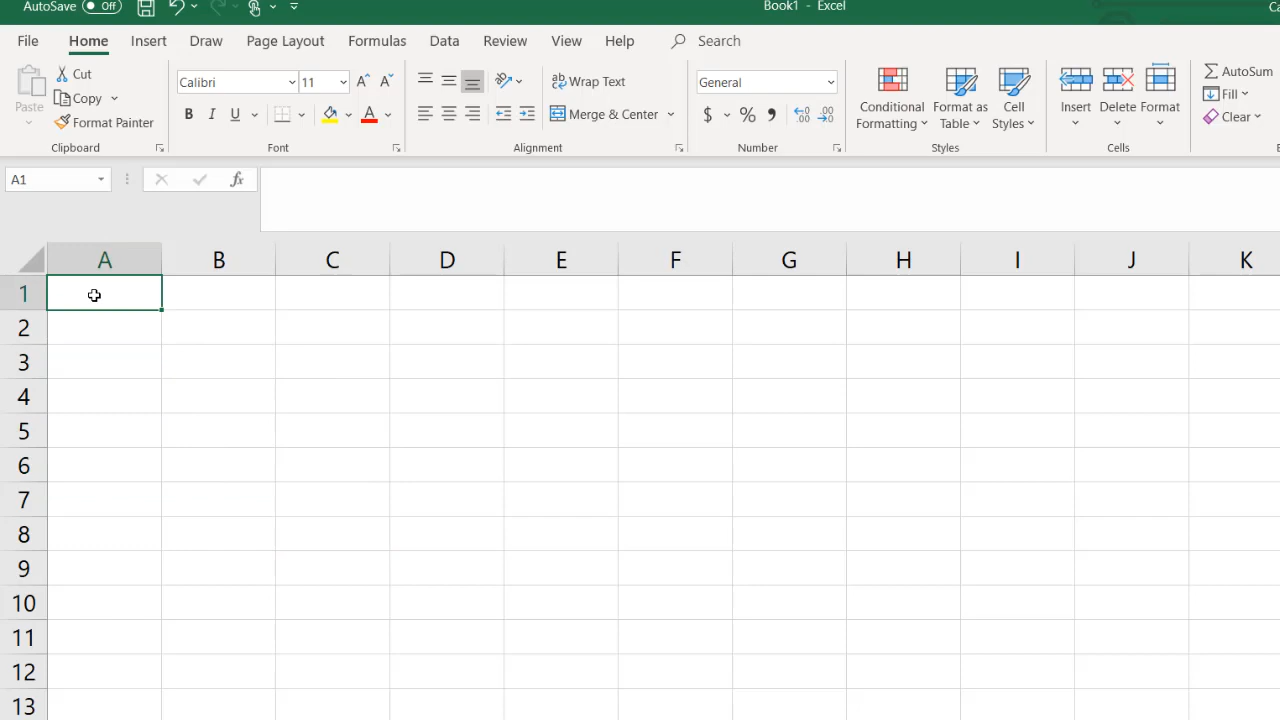 AutoSave Off Book1 - Excel
File Home Insert Draw Page Layout Formulas Data Review View Help Search
Paste Cut Copy Format Painter
Clipboard
Calibri 11
B I U A
Font
ab Wrap Text
Merge & Center
Alignment
General
$ % ,
Number
Conditional Formatting
Format as Table
Cell Styles
Styles
Insert Delete Format
Cells
AutoSum
Fill
Clear
A1 fx
A B C D E F G H I J K
1
2
3
4
5
6
7
8
9
10
11
12
13